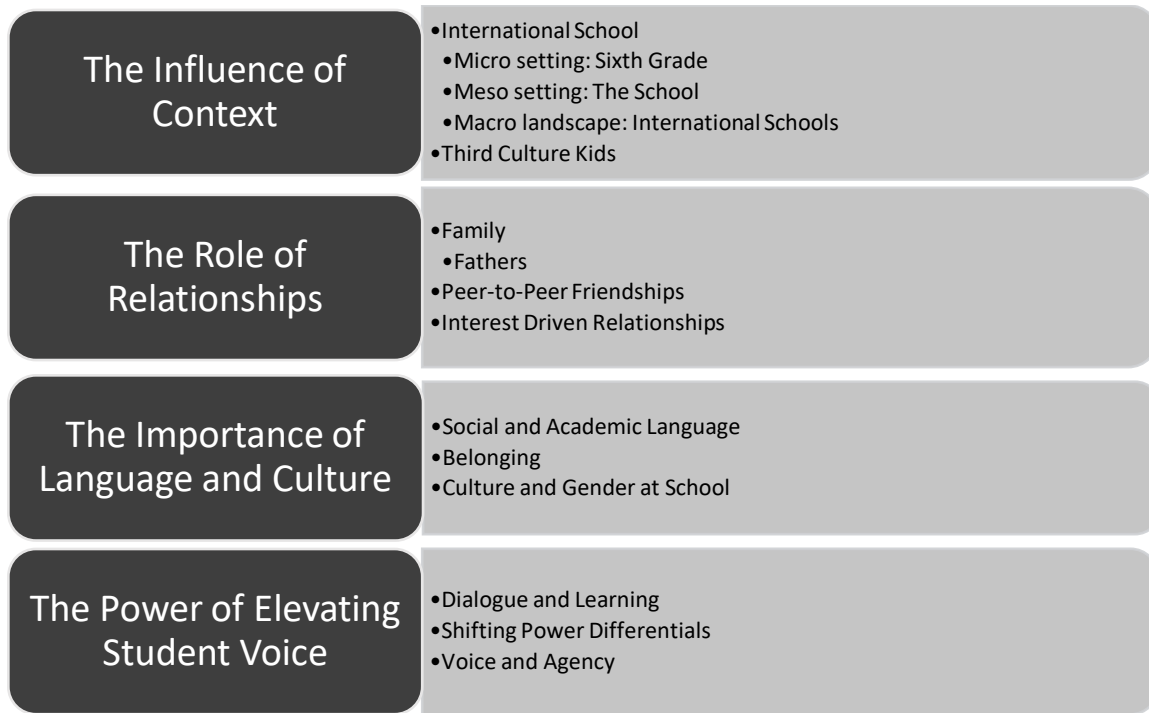 The Influence of
Context
•International School
•Micro setting: Sixth Grade
•Meso setting: The School
•Macro landscape: International Schools
•Third Culture Kids
The Role of
Relationships
•Family
•Fathers
•Peer-to-Peer Friendships
•Interest Driven Relationships
The Importance of
Language and Culture
•Social and Academic Language
•Belonging
•Culture and Gender at School
The Power of Elevating
Student Voice
•Dialogue and Learning
•Shifting Power Differentials
•Voice and Agency